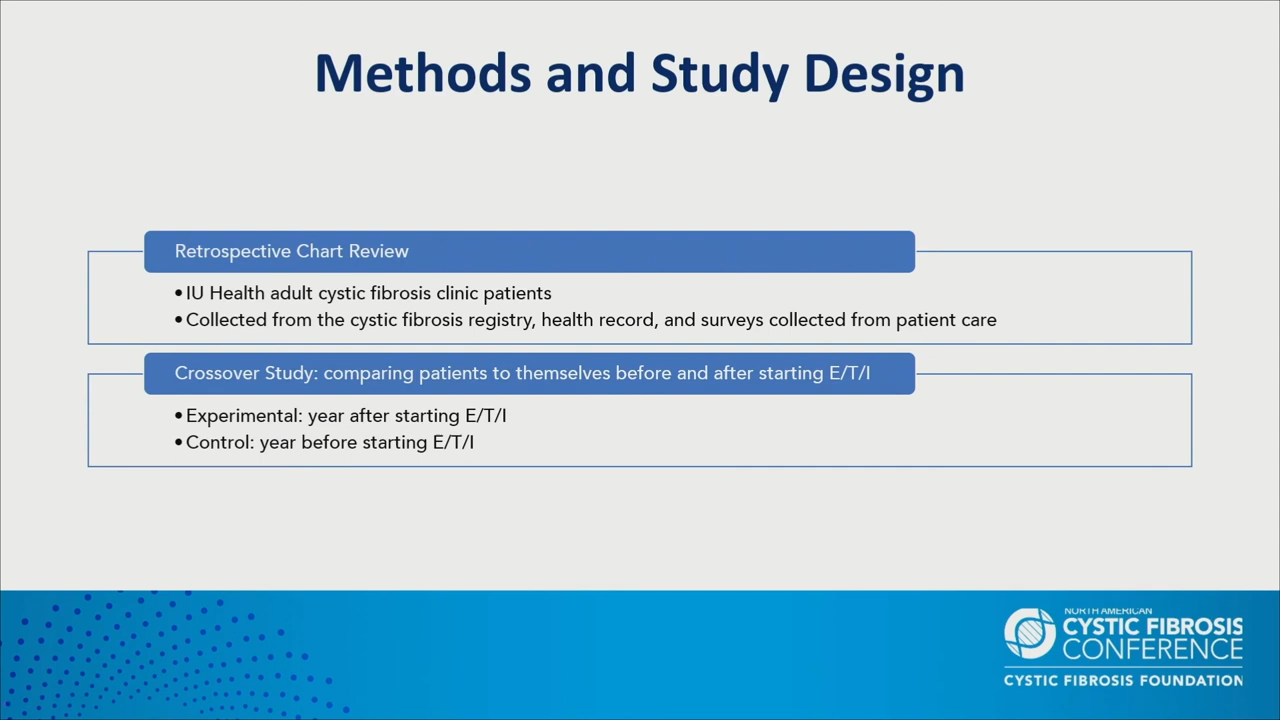 Methods and Study Design
Retrospective Chart Review
•IU Health adult cystic fibrosis clinic patients
•Collected from the cystic fibrosis registry, health record, and surveys collected from patient care
Crossover Study: comparing patients to themselves before and after starting E/T/I
•Experimental: year after starting E/T/I
•Control: year before starting E/T/I
NORTH AMERICAN
CYSTIC FIBROSIS
CONFERENCE
CYSTIC FIBROSIS FOUNDATION